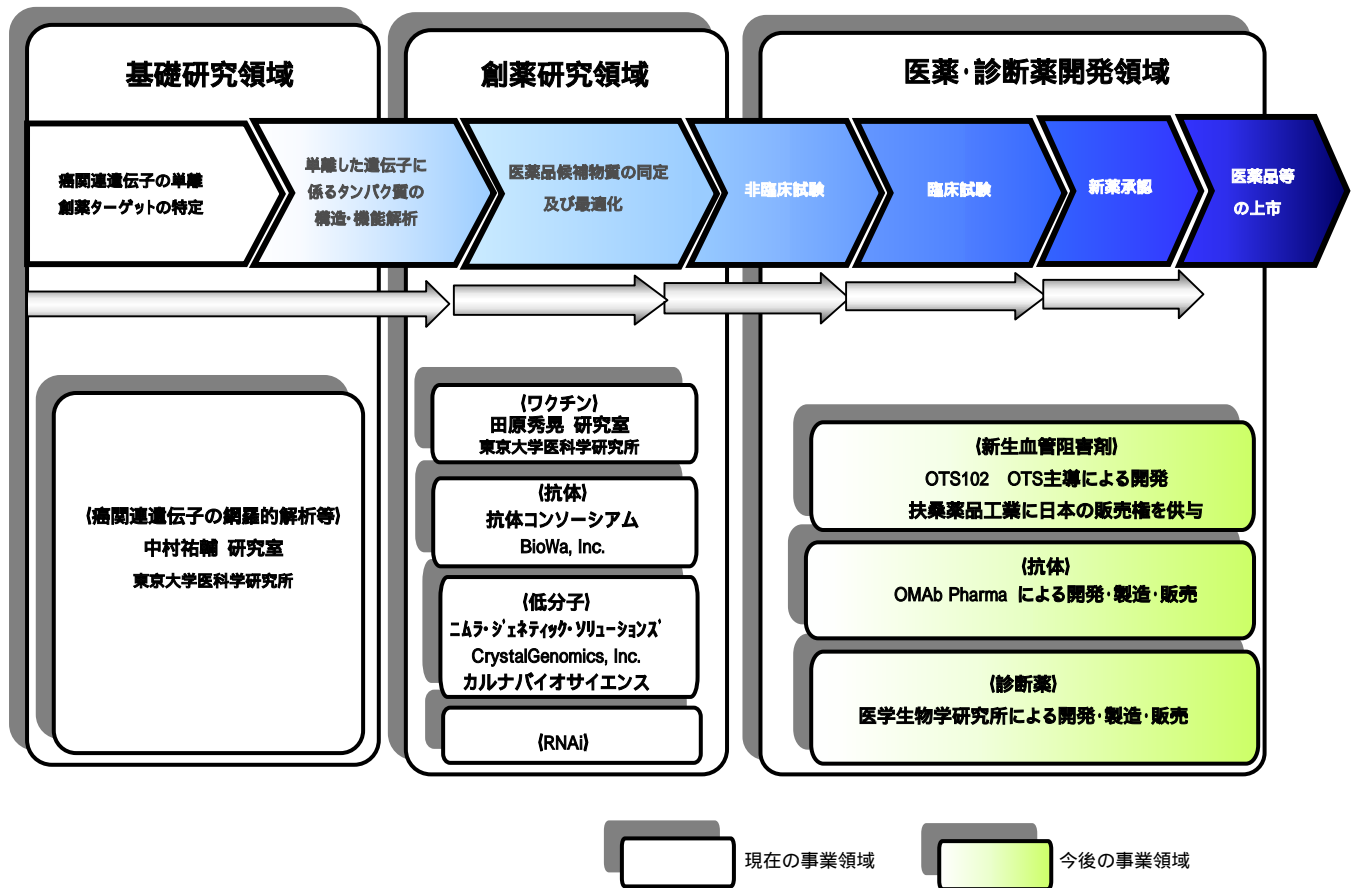 基礎研究領域
創薬研究領域
医薬・診断薬開発領域
癌関連遺伝子の単離
創薬ターゲットの特定
単離した遺伝子に
係るタンパク質の
構造・機能解析
医薬品候補物質の同定
及び最適化
非臨床試験
臨床試験
新薬承認
医薬品等
の上市
(癌関連遺伝子の網羅的解析等)
中村祐輔 研究室
東京大学医科学研究所
(ワクチン)
田原秀晃 研究室
東京大学医科学研究所
(抗体)
抗体コンソーシアム
BioWa, Inc.
(低分子)
ニムラ・ジェネティック・ソリューションズ
CrystalGenomics, Inc.
カルナバイオサイエンス
(RNAi)
(新生血管阻害剤)
OTS102 OTS主導による開発
扶桑薬品工業に日本の販売権を供与
(抗体)
OMAb Pharma による開発・製造・販売
(診断薬)
医学生物学研究所による開発・製造・販売
現在の事業領域
今後の事業領域